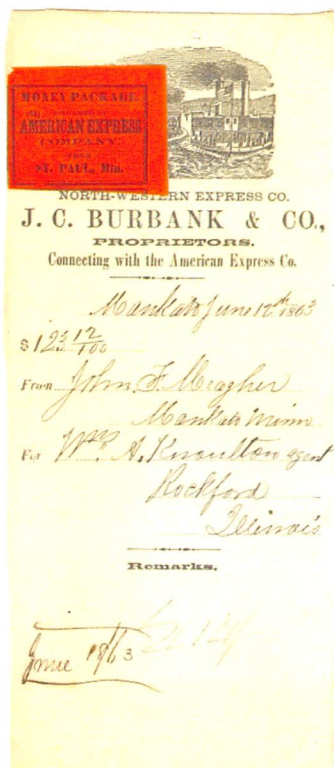 MONEY PACKAGE
AMERICAN EXPRESS
COMPANY,
ST. PAUL, Min.
NORTH-WESTERN EXPRESS CO.
J. C. BURBANK & CO.,
PROPRIETORS.
Connecting with the American Express Co.
Mankato June 12th 1863
$ 123 12/100
From John F. Meagher
Mankato Minn
For Wm. A. Knowlton agent
Rockford
Illinois
Remarks.
June 18/63